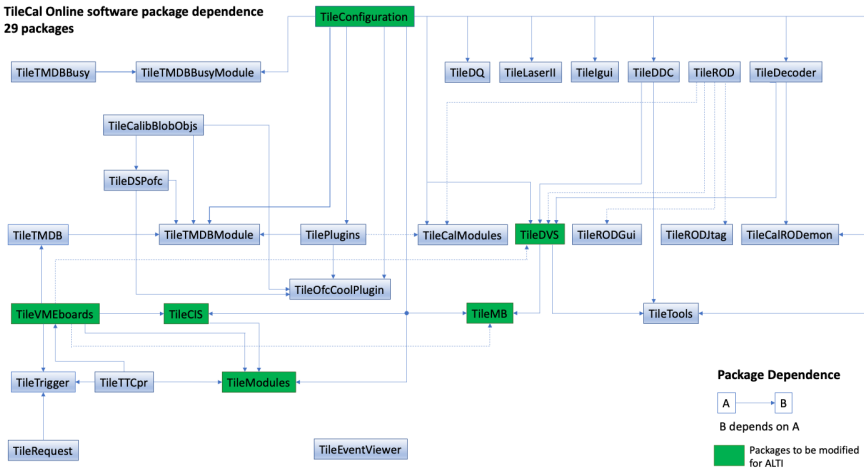 TileCal Online software package dependence
29 packages
TileConfiguration
TileTMDBBusy
TileTMDBBusyModule
TileDQ
TileLaserII
TileIgui
TileDDC
TileROD
TileDecoder
TileCalibBlobObjs
TileDSPofc
TileTMDB
TileTMDBModule
TilePlugins
TileCalModules
TileDVS
TileRODGui
TileRODJtag
TileCalRODemon
TileOfcCoolPlugin
TileVMEboards
TileCIS
TileMB
TileTools
TileTrigger
TileTTCpr
TileModules
Package Dependence
A
B
B depends on A
TileRequest
TileEventViewer
Packages to be modified
for ALTI